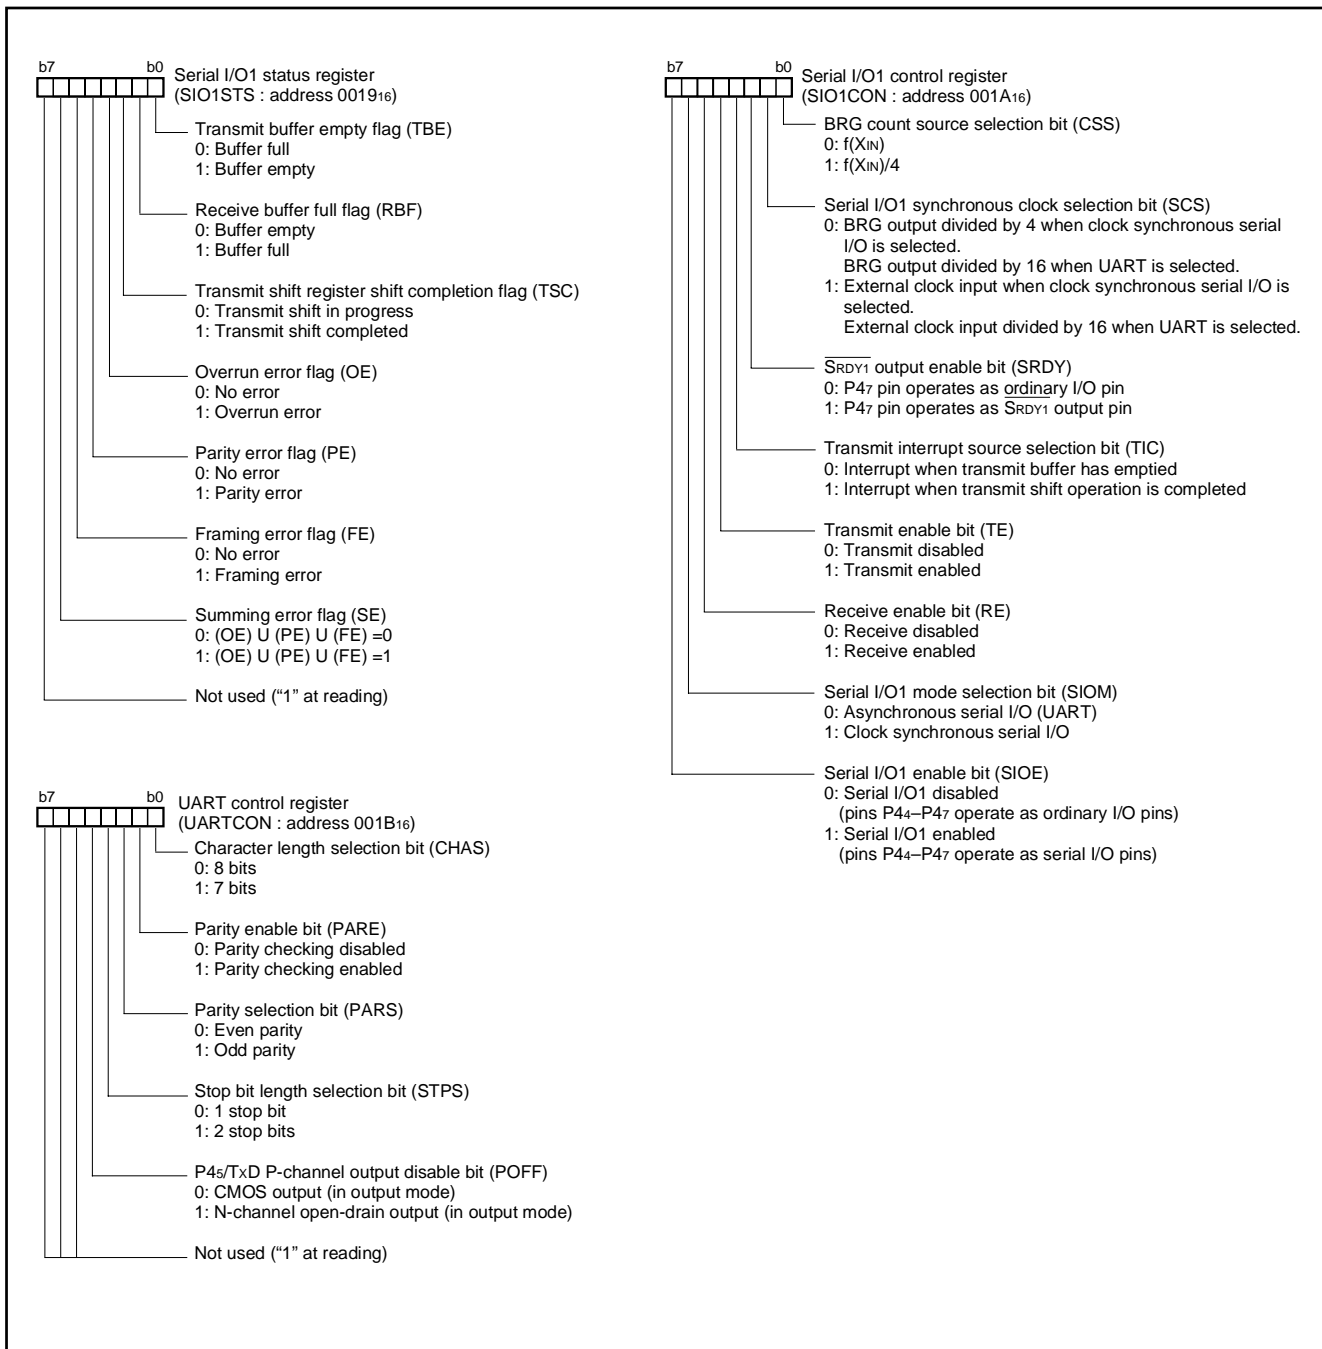 b7 b0
Serial I/O1 status register
(SIO1STS : address 0019₁₆)
Transmit buffer empty flag (TBE)
0: Buffer full
1: Buffer empty
Receive buffer full flag (RBF)
0: Buffer empty
1: Buffer full
Transmit shift register shift completion flag (TSC)
0: Transmit shift in progress
1: Transmit shift completed
Overrun error flag (OE)
0: No error
1: Overrun error
Parity error flag (PE)
0: No error
1: Parity error
Framing error flag (FE)
0: No error
1: Framing error
Summing error flag (SE)
0: (OE) U (PE) U (FE) =0
1: (OE) U (PE) U (FE) =1
Not used (“1” at reading)
b7 b0
UART control register
(UARTCON : address 001B₁₆)
Character length selection bit (CHAS)
0: 8 bits
1: 7 bits
Parity enable bit (PARE)
0: Parity checking disabled
1: Parity checking enabled
Parity selection bit (PARS)
0: Even parity
1: Odd parity
Stop bit length selection bit (STPS)
0: 1 stop bit
1: 2 stop bits
P4₅/TxD P-channel output disable bit (POFF)
0: CMOS output (in output mode)
1: N-channel open-drain output (in output mode)
Not used (“1” at reading)
b7 b0
Serial I/O1 control register
(SIO1CON : address 001A₁₆)
BRG count source selection bit (CSS)
0: f(XIN)
1: f(XIN)/4
Serial I/O1 synchronous clock selection bit (SCS)
0: BRG output divided by 4 when clock synchronous serial
I/O is selected.
BRG output divided by 16 when UART is selected.
1: External clock input when clock synchronous serial I/O is
selected.
External clock input divided by 16 when UART is selected.
SRDY1 output enable bit (SRDY)
0: P4₇ pin operates as ordinary I/O pin
1: P4₇ pin operates as SRDY1 output pin
Transmit interrupt source selection bit (TIC)
0: Interrupt when transmit buffer has emptied
1: Interrupt when transmit shift operation is completed
Transmit enable bit (TE)
0: Transmit disabled
1: Transmit enabled
Receive enable bit (RE)
0: Receive disabled
1: Receive enabled
Serial I/O1 mode selection bit (SIOM)
0: Asynchronous serial I/O (UART)
1: Clock synchronous serial I/O
Serial I/O1 enable bit (SIOE)
0: Serial I/O1 disabled
(pins P4₄–P4₇ operate as ordinary I/O pins)
1: Serial I/O1 enabled
(pins P4₄–P4₇ operate as serial I/O pins)